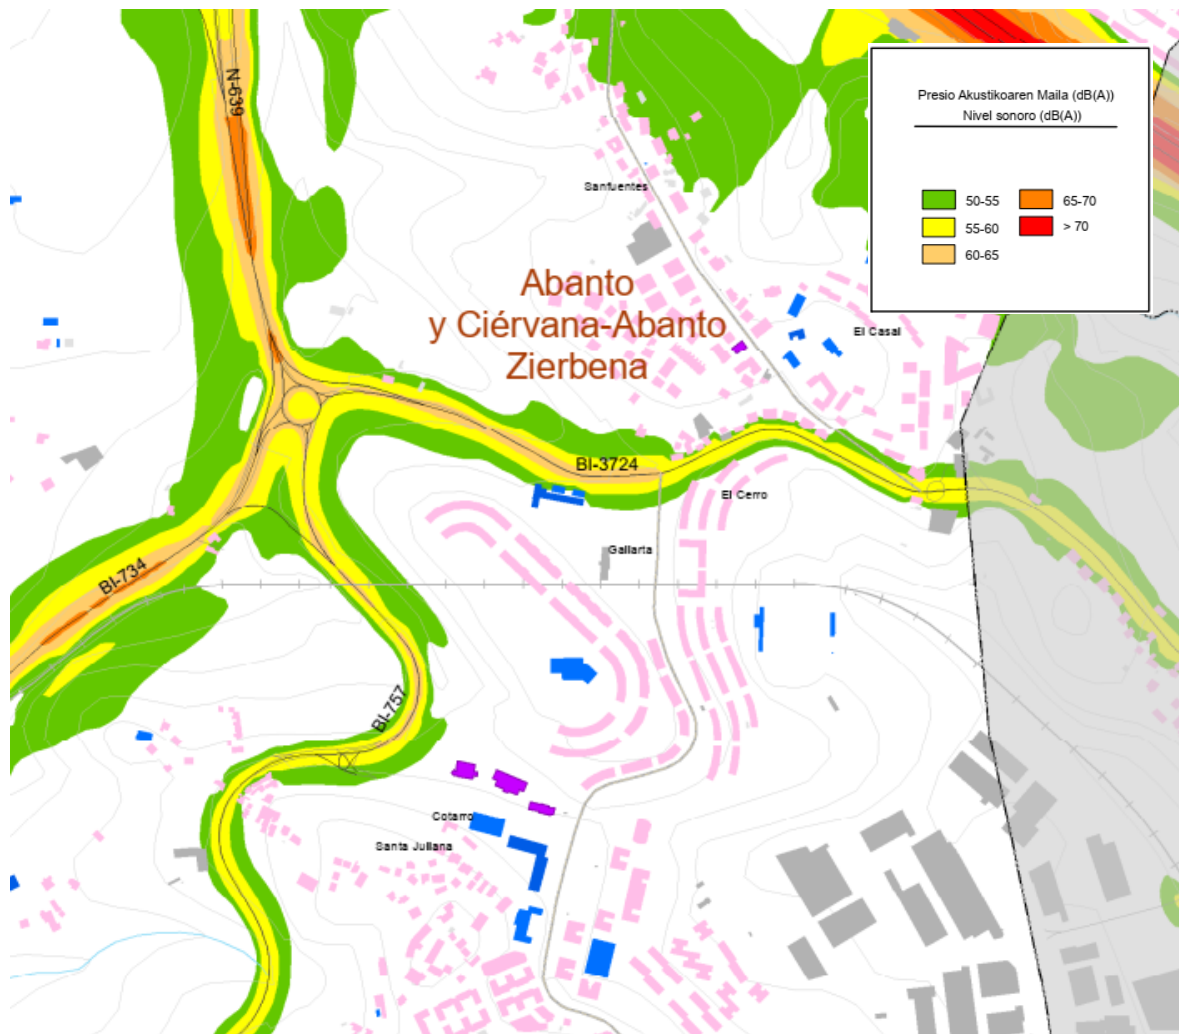 N-639
Presio Akustikoaren Maila (dB(A))
Nivel sonoro (dB(A))
50-55
65-70
55-60
> 70
60-65
Sanfuentes
Abanto
y Ciérvana-Abanto
Zierbena
El Casal
BI-3724
El Cerro
Gallarta
BI-734
BI-757
Cotarro
Santa Juliana